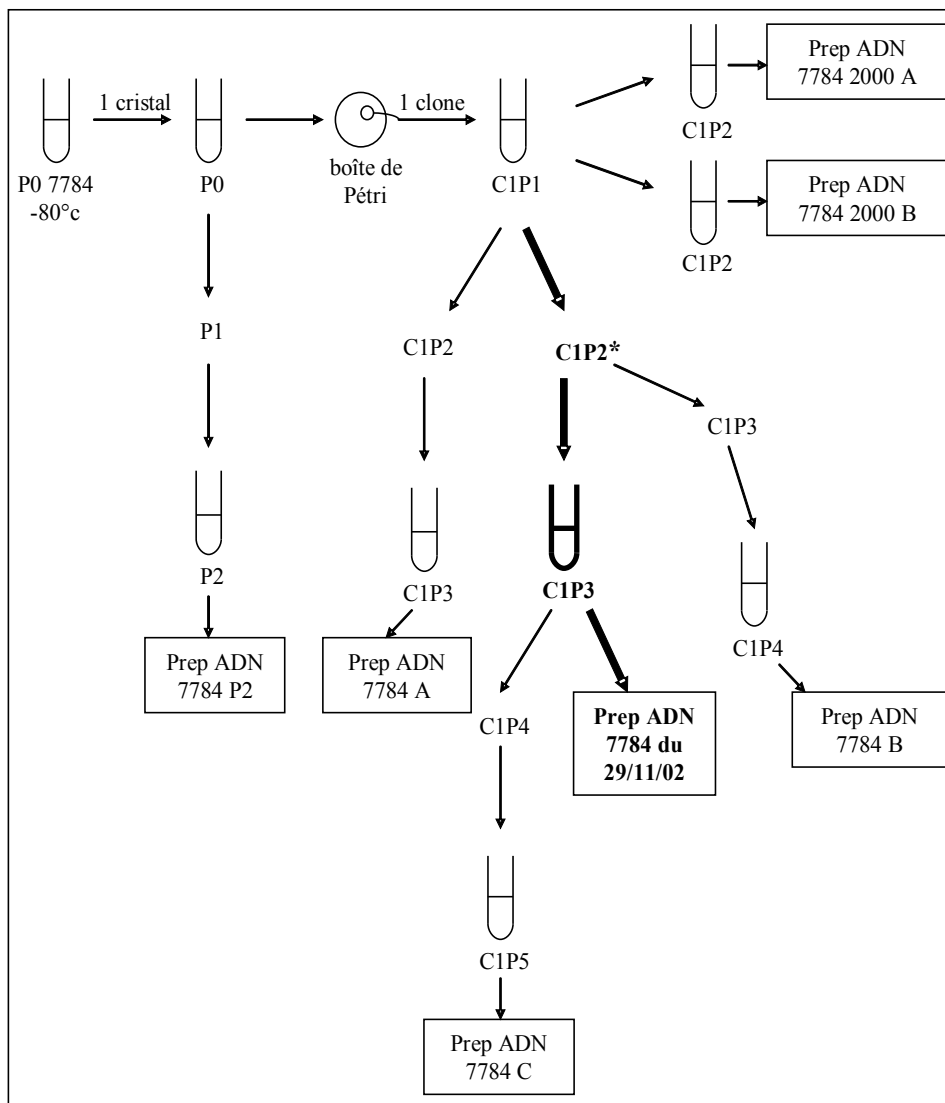 Prep ADN
7784 2000 A
1 cristal
1 clone
C1P2
P0 7784
-80°c
P0
boîte de
Pétri
C1P1
Prep ADN
7784 2000 B
C1P2
P1
C1P2
C1P2*
C1P3
P2
C1P3
C1P3
C1P4
Prep ADN
7784 P2
Prep ADN
7784 A
C1P4
Prep ADN
7784 du
29/11/02
Prep ADN
7784 B
C1P5
Prep ADN
7784 C